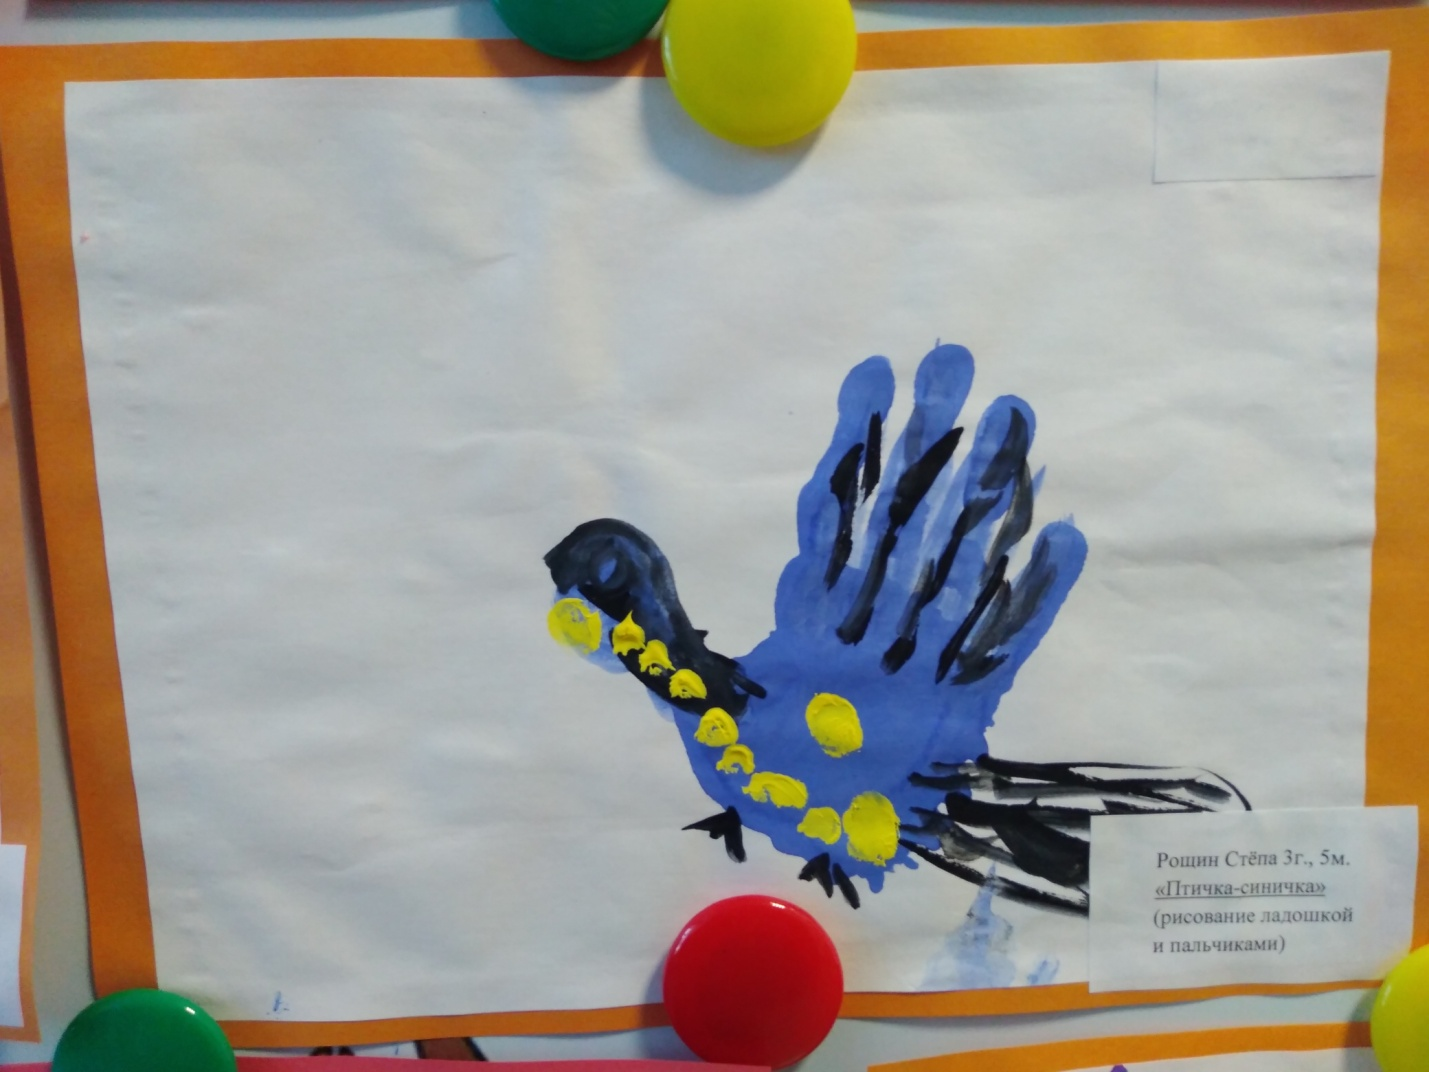 Рощин Стёпа 3г., 5м.
«Птичка-синичка»
(рисование ладошкой
и пальчиками)